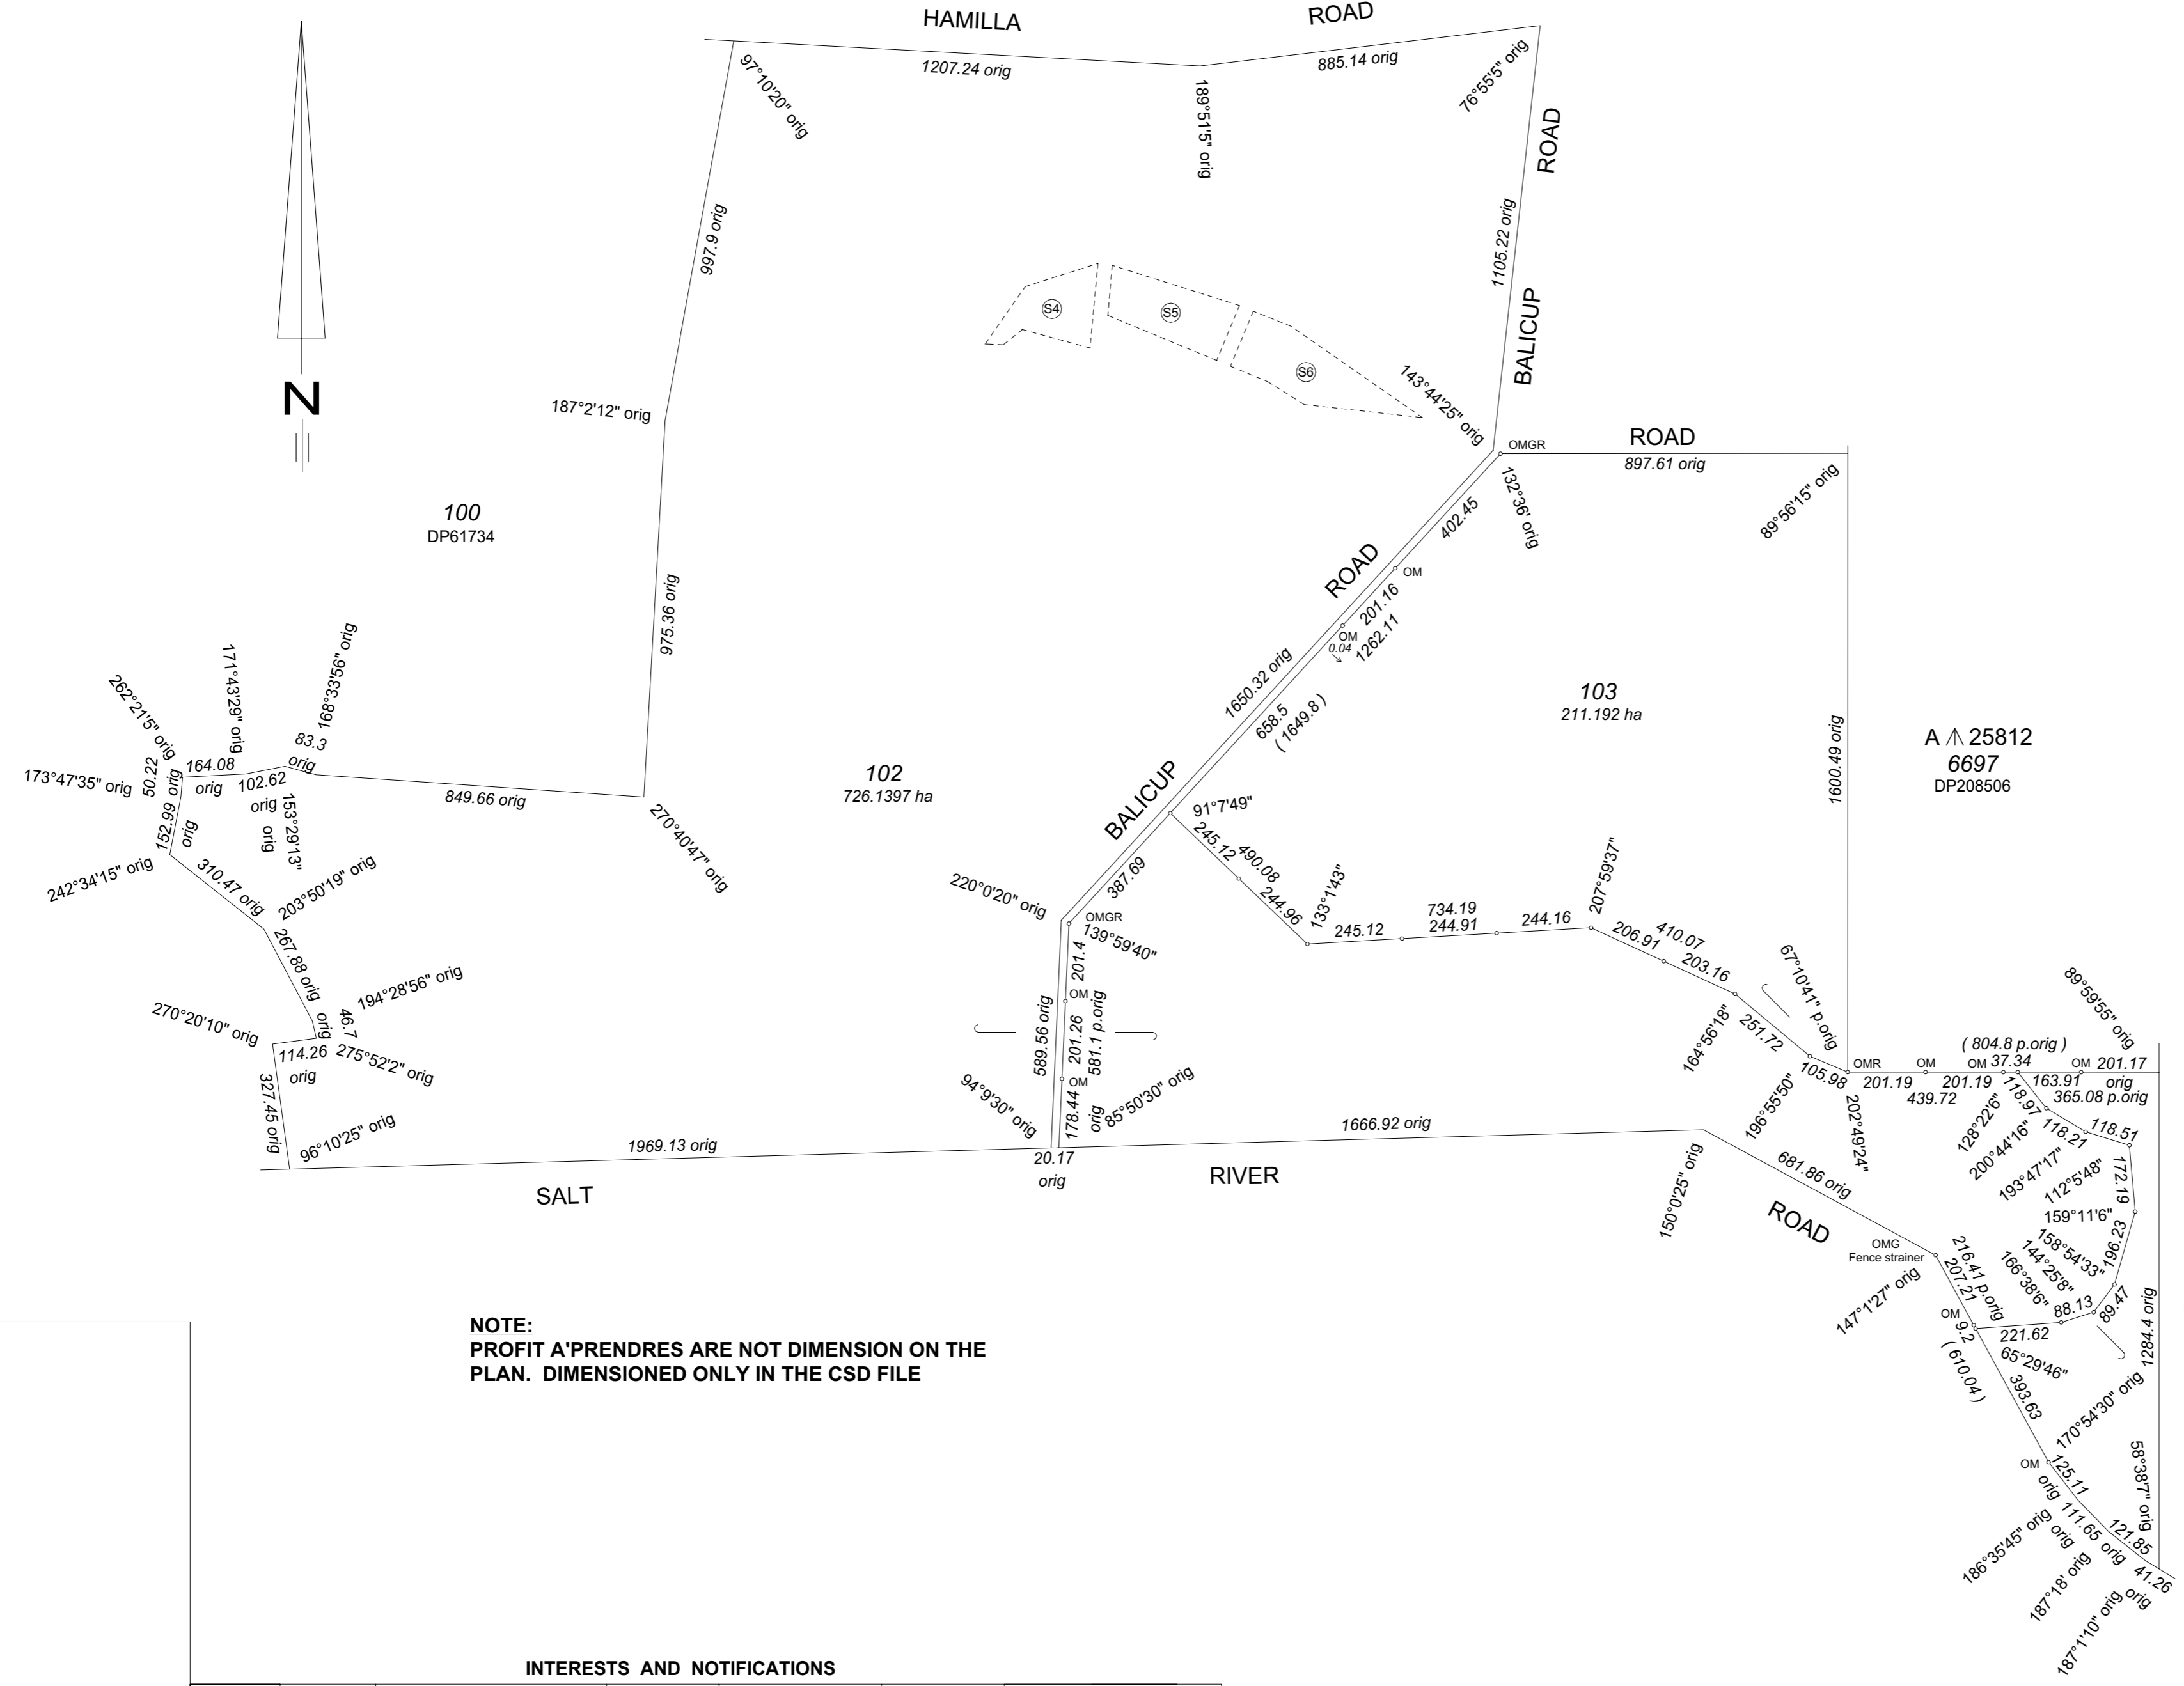 HAMILLA
ROAD
1207.24 orig
885.14 orig
97°10'20" orig
189°51'5" orig
76°55'5" orig
ROAD
N
997.9 orig
1105.22 orig
S4
S5
S6
BALICUP
187°2'12" orig
143°44'25" orig
OMGR
ROAD
897.61 orig
132°36' orig
89°56'15" orig
402.45
100
DP61734
ROAD
OM
201.16
OM
0.04
1262.11
975.36 orig
1650.32 orig
658.5
( 1649.8 )
103
211.192 ha
1600.49 orig
A 25812
6697
DP208506
262°21'5" orig
171°43'29" orig
168°33'56" orig
83.3
orig
173°47'35" orig
50.22
orig
164.08
orig
102.62
orig
153°29'13"
orig
849.66 orig
152.99
orig
102
726.1397 ha
BALICUP
270°40'47" orig
242°34'15" orig
310.47 orig
203°50'19" orig
91°7'49"
245.12
490.08
244.96
387.69
133°1'43"
207°59'37"
220°0'20" orig
OMGR
139°59'40"
245.12
734.19
244.91
244.16
206.91
410.07
203.16
267.88 orig
194°28'56" orig
270°20'10" orig
46.7
orig
114.26
orig
275°52'2" orig
201.4
OM
589.56 orig
201.26
581.1 p.orig
OM
178.44
orig
67°10'41" p.orig
164°56'18"
251.72
105.98
196°55'50"
89°59'55" orig
( 804.8 p.orig )
OMR
OM
OM
37.34
OM
201.17
orig
201.19
201.19
439.72
163.91
365.08 p.orig
202°49'24"
128°22'6"
118.97
118.21
118.51
200°44'16"
193°47'17"
112°5'48"
172.19
159°11'6"
196.23
158°54'33"
144°25'8"
166°38'6"
89.47
88.13
327.45 orig
96°10'25" orig
94°9'30" orig
85°50'30" orig
1969.13 orig
20.17
orig
1666.92 orig
SALT
RIVER
150°0'25" orig
681.86 orig
ROAD
OMG
Fence strainer
216.41 p.orig
207.21
147°1'27" orig
OM
9.2
( 610.04 )
221.62
65°29'46"
393.63
1284.4 orig
170°54'30" orig
OM
125.11
orig
58°38'7" orig
186°35'45" orig
111.65
orig
121.85
orig
187°18' orig
41.26
orig
187°1'10" orig
NOTE:
PROFIT A'PRENDRES ARE NOT DIMENSION ON THE
PLAN. DIMENSIONED ONLY IN THE CSD FILE
INTERESTS AND NOTIFICATIONS